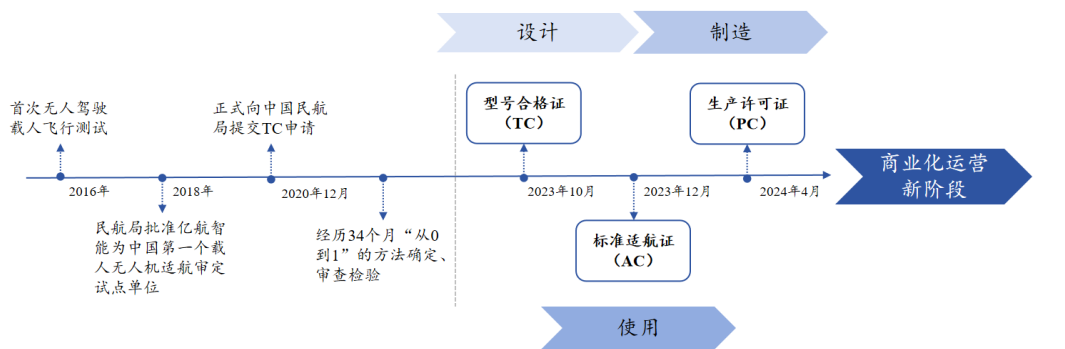 设计
制造
首次无人驾驶
载人飞行测试
正式向中国民航
局提交TC申请
型号合格证
（TC）
生产许可证
（PC）
2016年
2018年
2020年12月
2023年10月
2023年12月
2024年4月
商业化运营
新阶段
民航局批准亿航智
能为中国第一个载
人无人机适航审定
试点单位
经历34个月“从0
到1”的方法确定、
审查检验
标准适航证
（AC）
使用